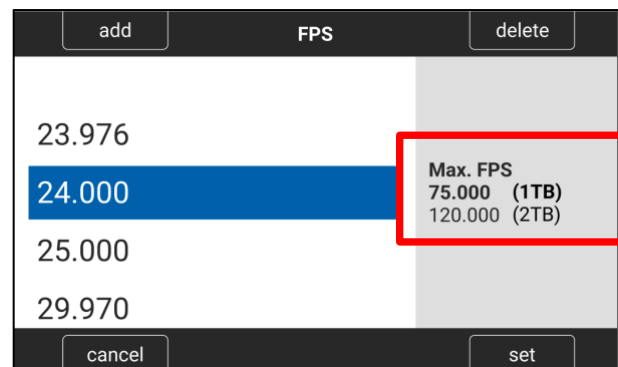 add FPS delete
23.976
24.000
25.000
29.970
Max. FPS
75.000 (1TB)
120.000 (2TB)
cancel set